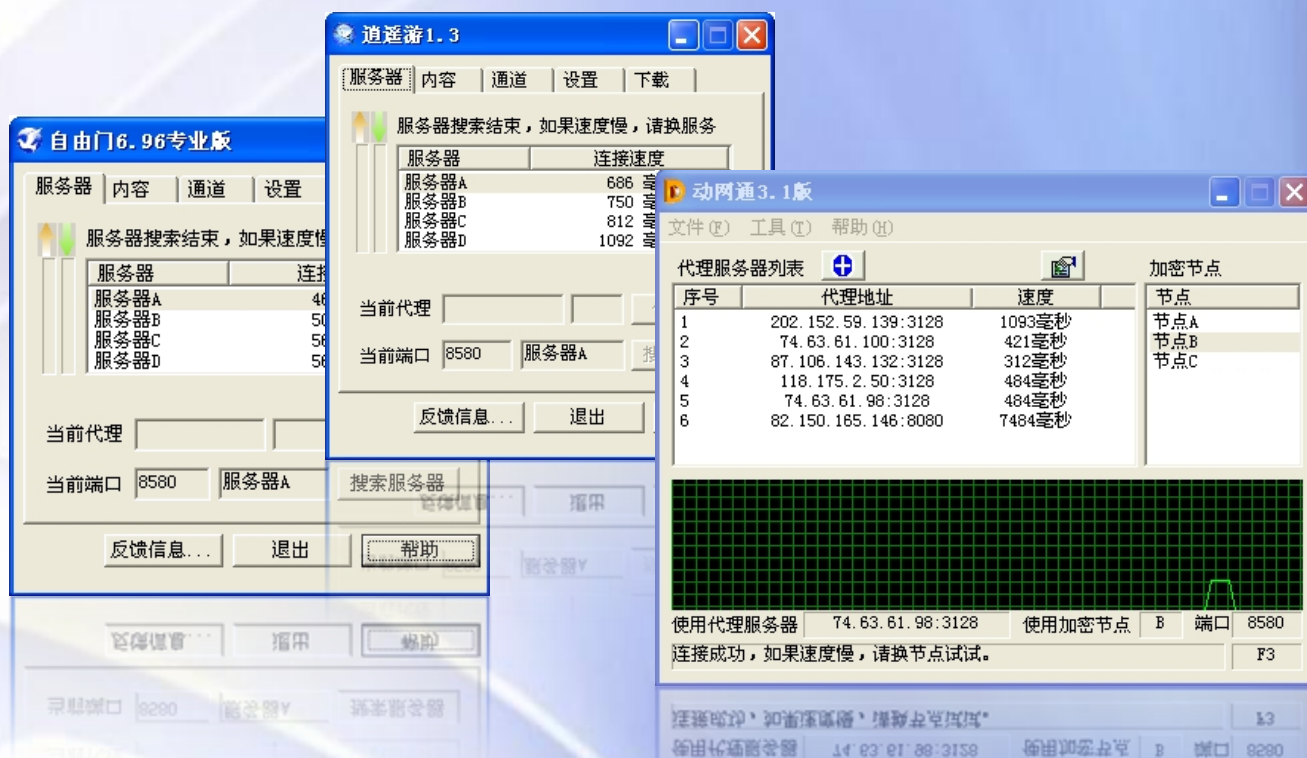 逍遥游1.3
服务器 内容 通道 设置 下载
服务器搜索结束，如果速度慢，请换服务
服务器 连接速度
服务器A 686 毫
服务器B 750 毫
服务器C 812 毫
服务器D 1092 毫
当前代理
当前端口 8580 服务器A
反馈信息... 退出
自由门6.96专业版
服务器 内容 通道 设置
服务器搜索结束，如果速度慢
服务器
服务器A
服务器B
服务器C
服务器D
当前代理
当前端口 8580 服务器A 搜索服务器
反馈信息... 退出 帮助
动网通3.1版
文件(F) 工具(T) 帮助(H)
代理服务器列表 加密节点
序号 代理地址 速度 节点
1 202.152.59.139:3128 1093毫秒 节点A
2 74.63.61.100:3128 421毫秒 节点B
3 87.106.143.132:3128 312毫秒 节点C
4 118.175.2.50:3128 484毫秒
5 74.63.61.98:3128 484毫秒
6 82.150.165.146:8080 7484毫秒
使用代理服务器 74.63.61.98:3128 使用加密节点 B 端口 8580
连接成功，如果速度慢，请换节点试试。 F3